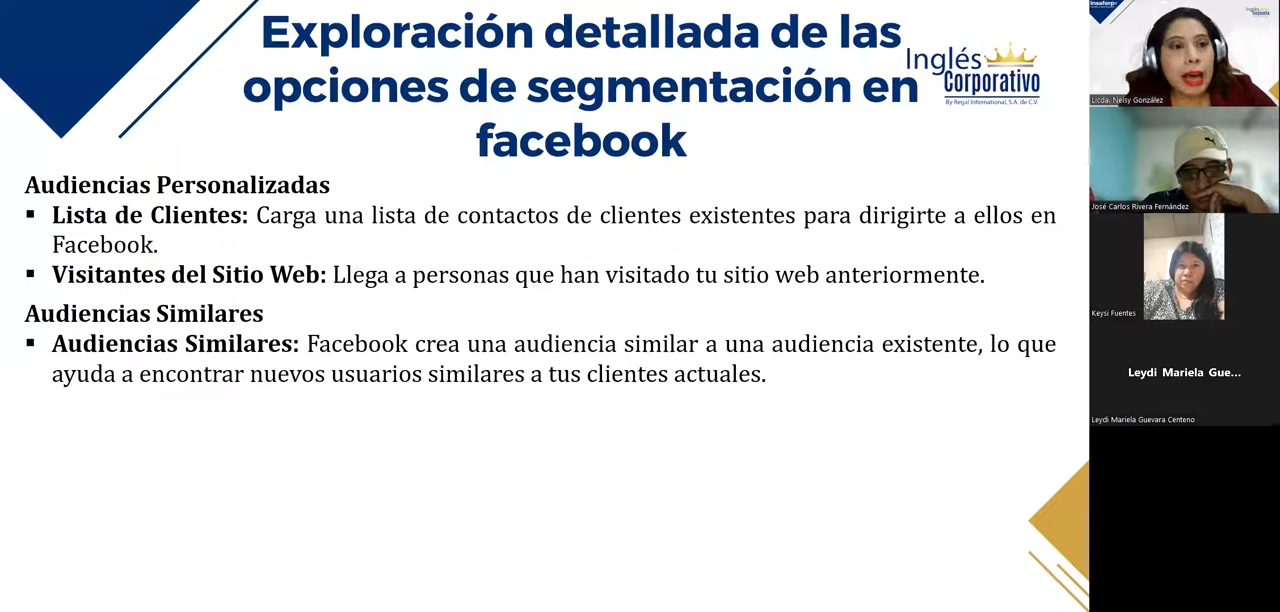 Exploración detallada de las
opciones de segmentación en
facebook
Inglés
Corporativo
By Regal International, S.A. de C.V.
Audiencias Personalizadas
▪ Lista de Clientes: Carga una lista de contactos de clientes existentes para dirigirte a ellos en
Facebook.
▪ Visitantes del Sitio Web: Llega a personas que han visitado tu sitio web anteriormente.
Audiencias Similares
▪ Audiencias Similares: Facebook crea una audiencia similar a una audiencia existente, lo que
ayuda a encontrar nuevos usuarios similares a tus clientes actuales.
Insaforp
Inglés
Corporativo
Licda. Nelsy González
José Carlos Rivera Fernández
Keysi Fuentes
Leydi Mariela Gue...
Leydi Mariela Guevara Centeno